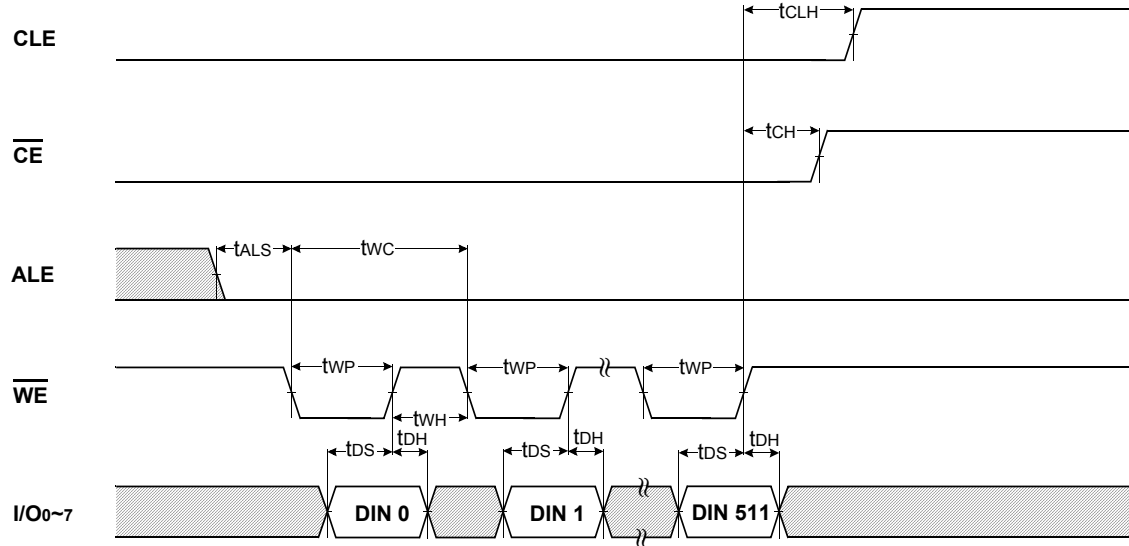 tCLH
CLE
tCH
CE
tALS
tWC
ALE
tWP
tWP
tWP
WE
tWH
tDS
tDH
tDS
tDH
tDS
tDH
I/O0~7
DIN 0
DIN 1
DIN 511